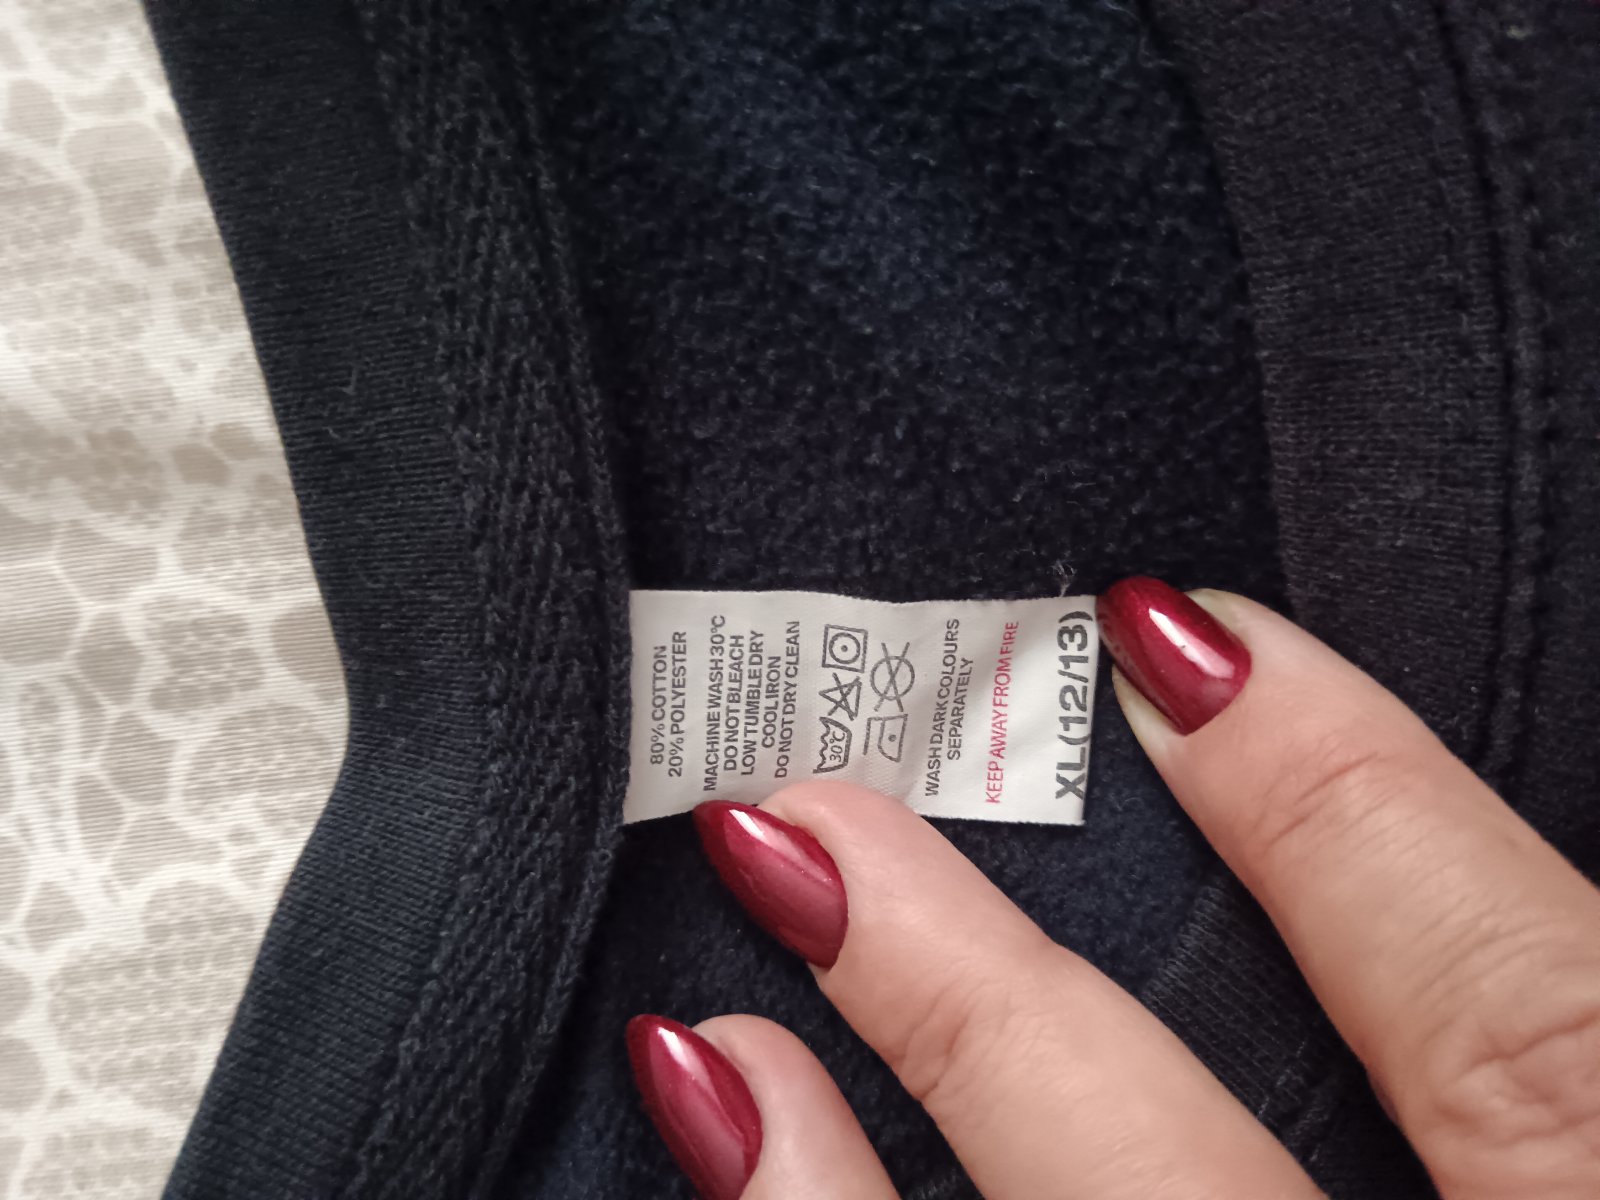 80% COTTON
20% POLYESTER
MACHINE WASH 30°C
DO NOT BLEACH
LOW TUMBLE DRY
COOL IRON
DO NOT DRY CLEAN
30°C
WASH DARK COLOURS
SEPARATELY
KEEP AWAY FROM FIRE
XL(12/13)